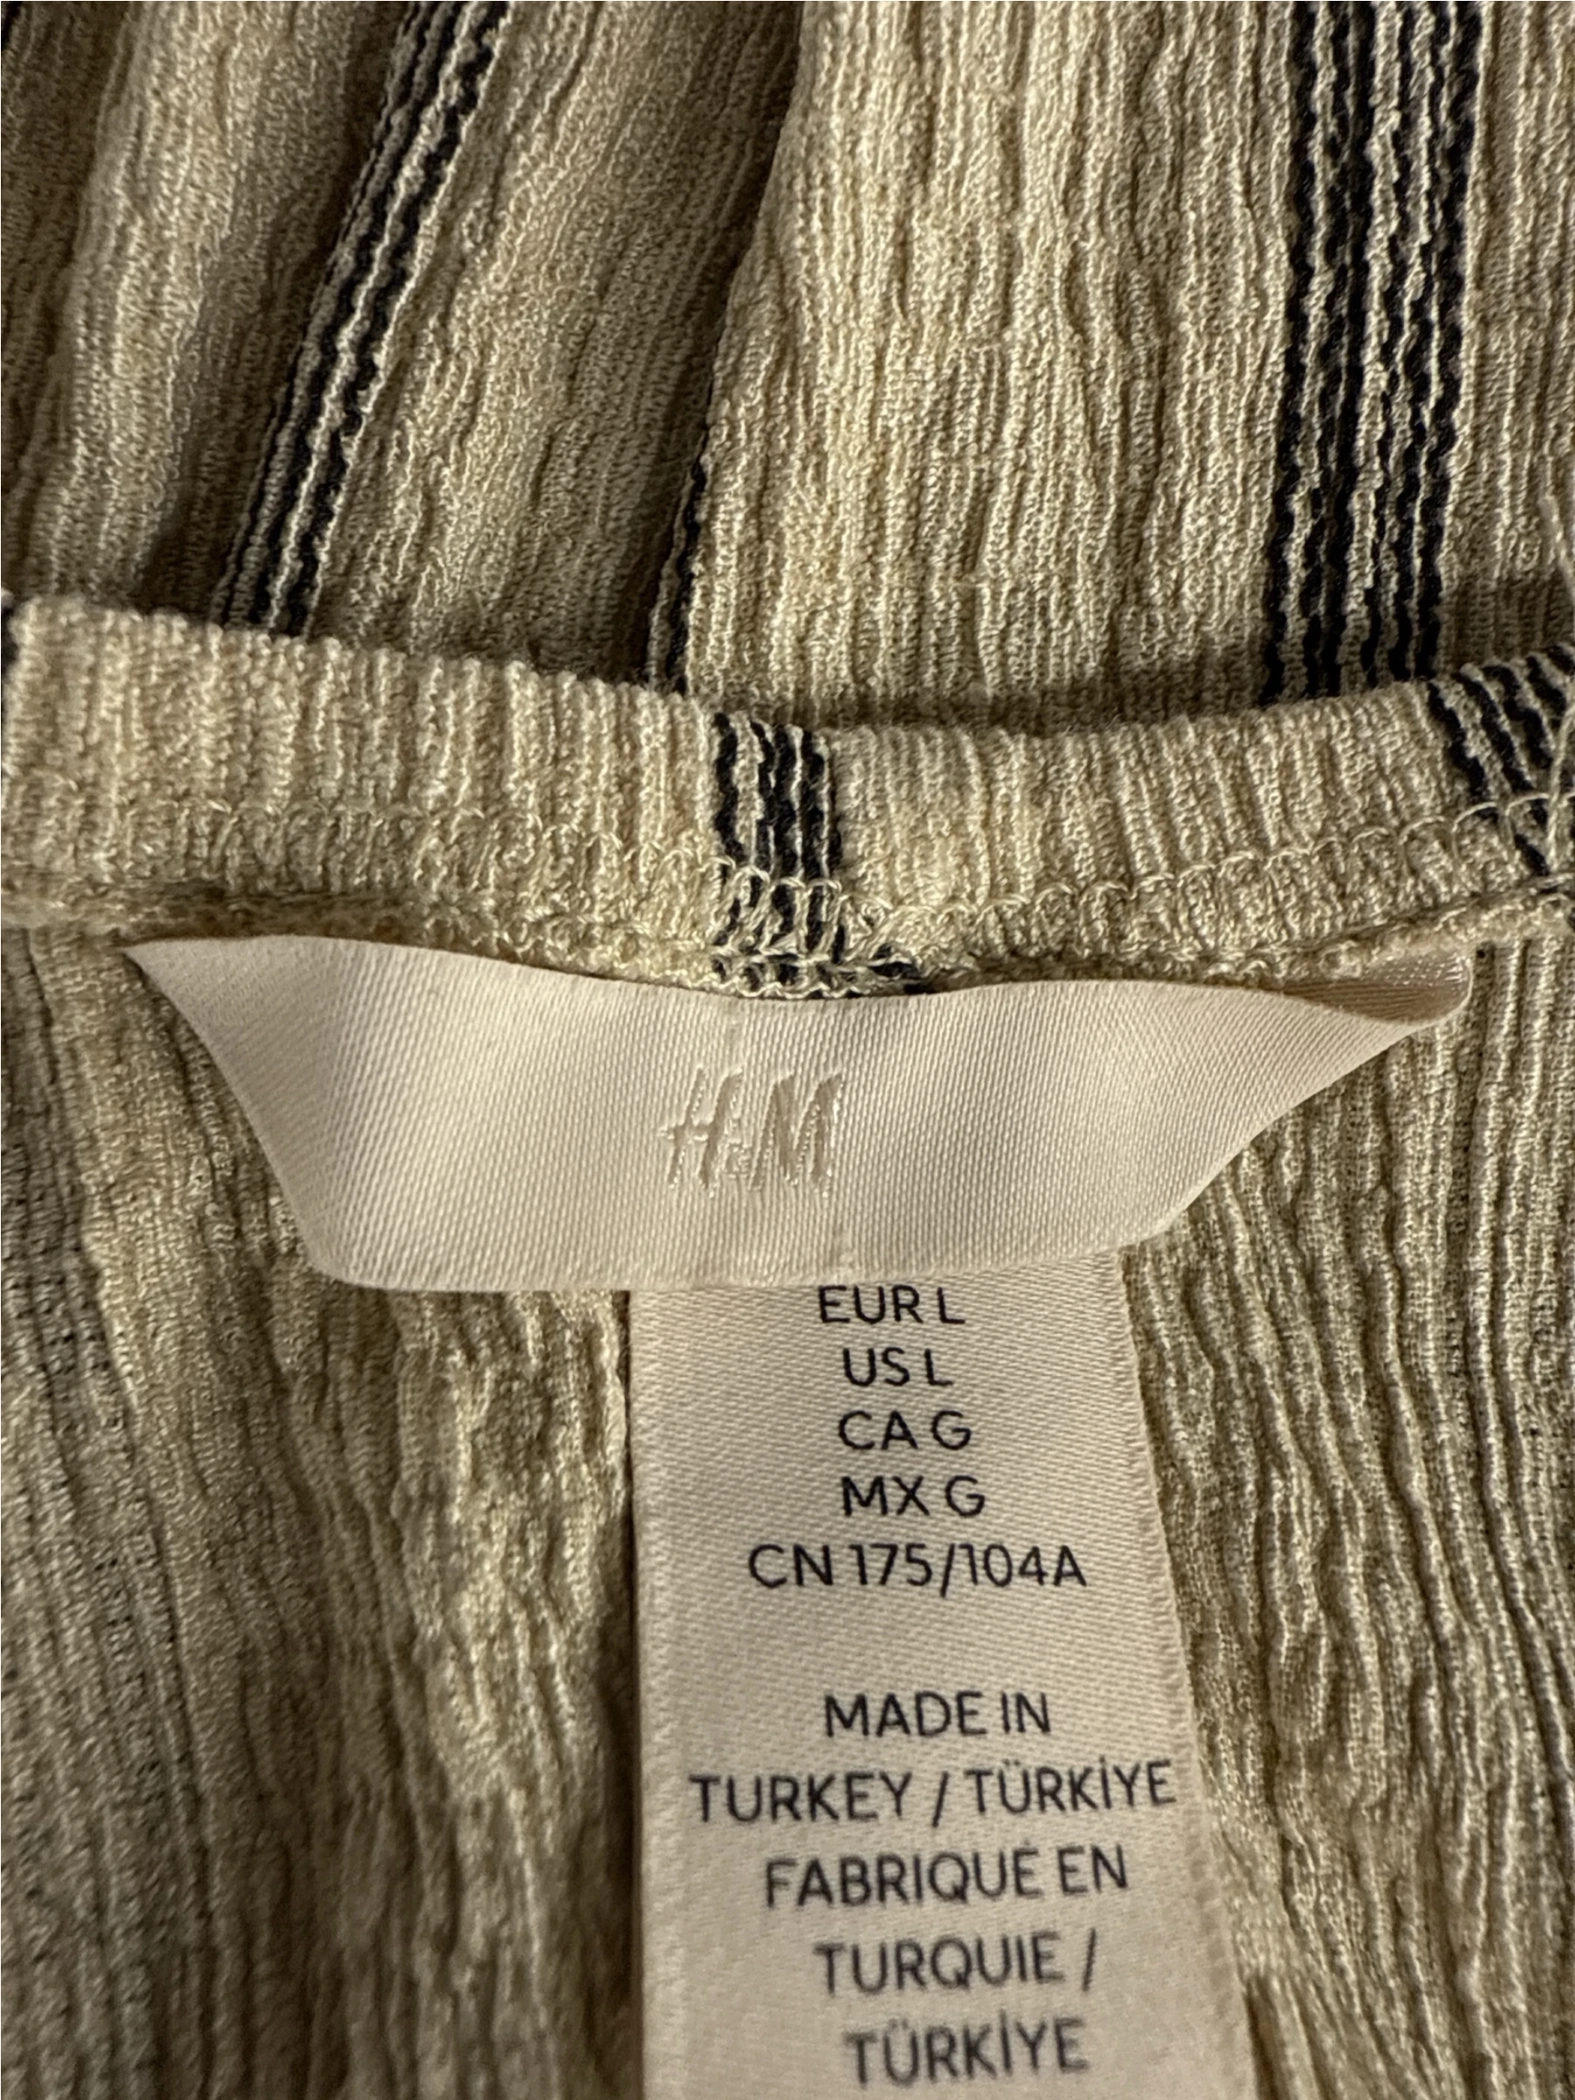 H&M
EUR L
US L
CA G
MX G
CN 175/104A
MADE IN
TURKEY / TÜRKİYE
FABRIQUÉ EN
TURQUIE /
TÜRKİYE